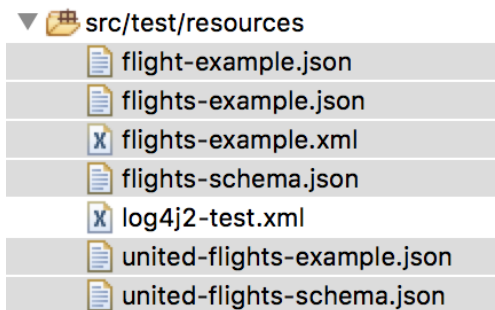 src/test/resources
flight-example.json
flights-example.json
flights-example.xml
flights-schema.json
log4j2-test.xml
united-flights-example.json
united-flights-schema.json